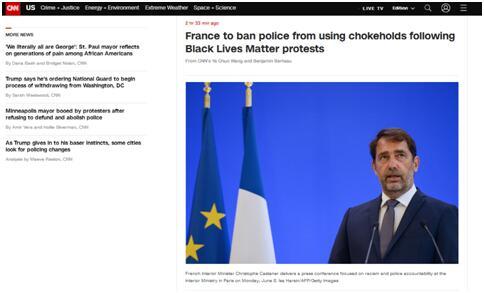 CNN US Crime + Justice Energy + Environment Extreme Weather Space + Science LIVE TV Edition
MORE NEWS
'We literally all are George': St. Paul mayor reflects
on generations of pain among African Americans
By Dana Bash and Bridget Nolan, CNN
Trump says he's ordering National Guard to begin
process of withdrawing from Washington, DC
By Sarah Westwood, CNN
Minneapolis mayor booed by protesters after
refusing to defund and abolish police
By Amir Vera and Hollie Silverman, CNN
As Trump gives in to his baser instincts, some cities
look for policing changes
Analysis by Maeve Reston, CNN
2 hr 33 min ago
France to ban police from using chokeholds following
Black Lives Matter protests
From CNN's Ya Chun Wang and Benjamin Berteau
French Interior Minister Christophe Castaner delivers a press conference focused on racism and police accountability at the
Interior Ministry in Paris on Monday, June 8. /AFP/Getty Images